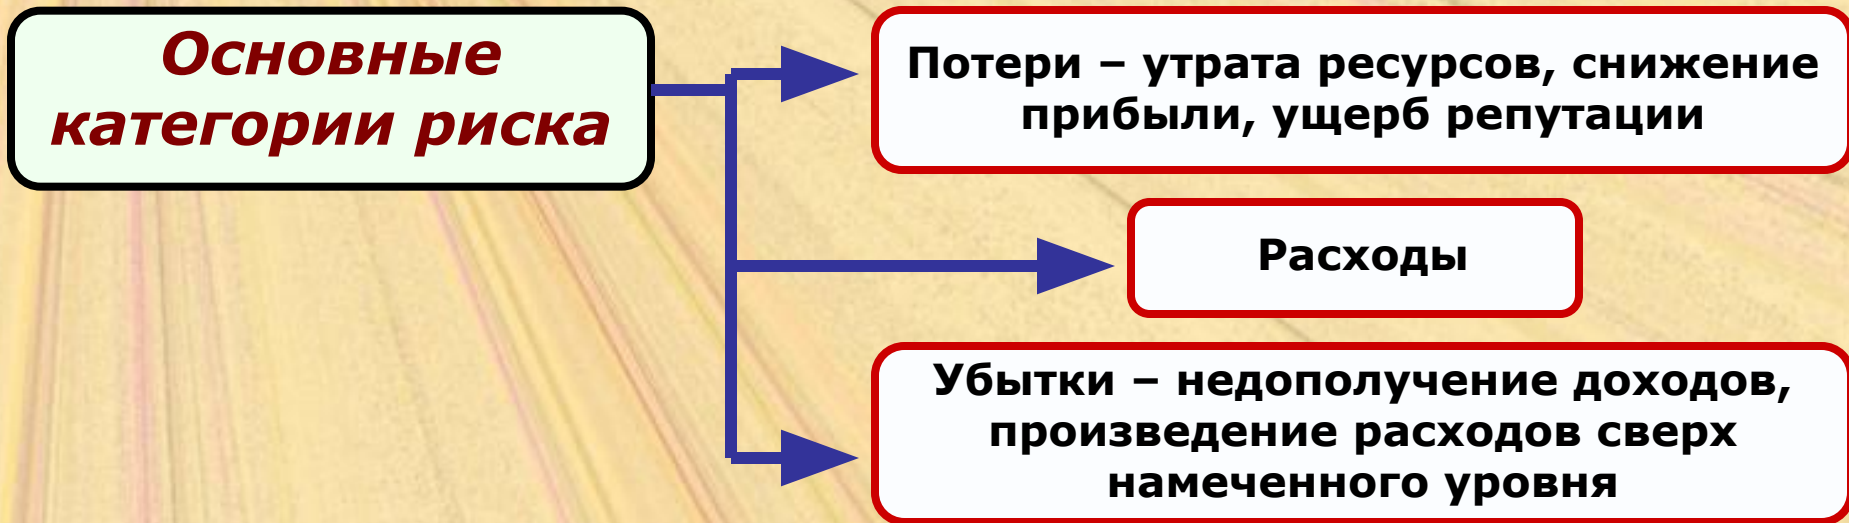 Основные
категории риска
Потери – утрата ресурсов, снижение
прибыли, ущерб репутации
Расходы
Убытки – недополучение доходов,
произведение расходов сверх
намеченного уровня